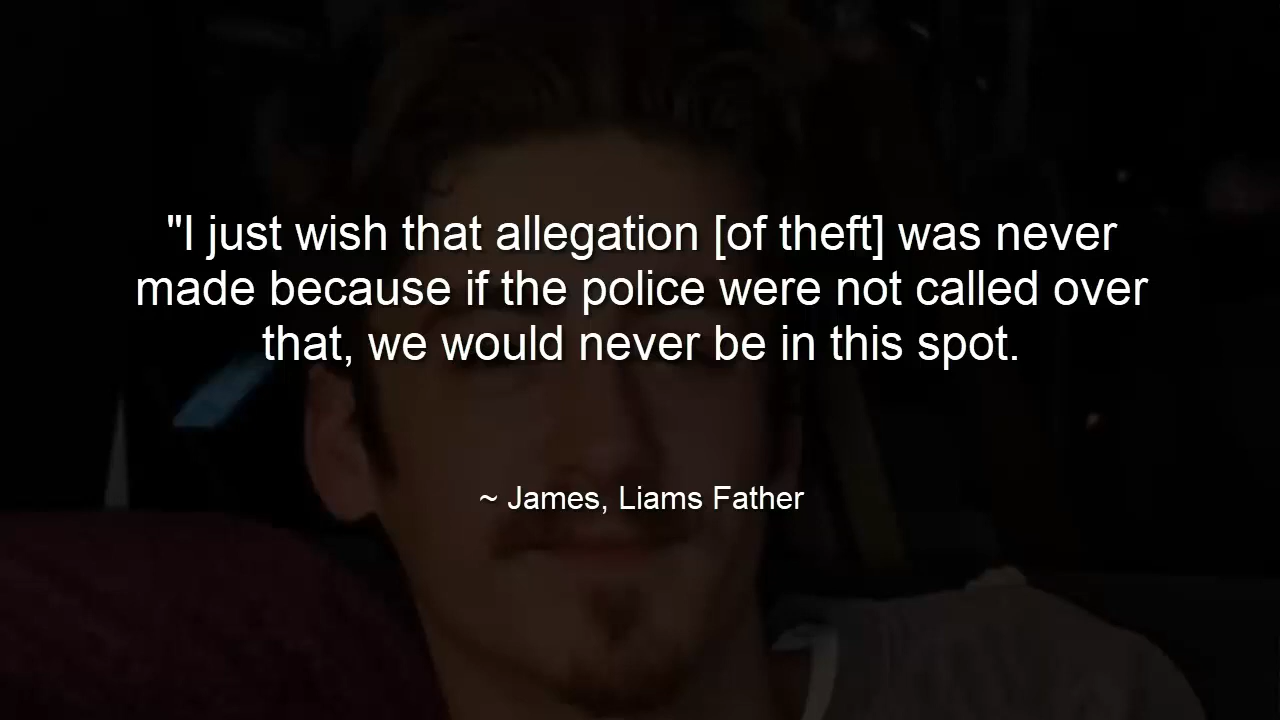 "I just wish that allegation [of theft] was never
made because if the police were not called over
that, we would never be in this spot.
~ James, Liams Father